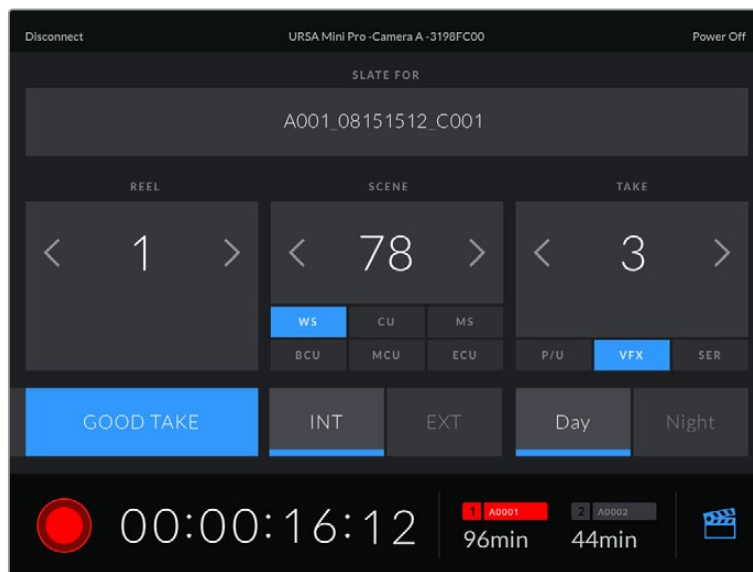 Disconnect URSA Mini Pro -Camera A -3198FC00 Power Off
SLATE FOR
A001_08151512_C001
REEL SCENE TAKE
< 1 > < 78 > < 3 >
WS CU MS
BCU MCU ECU P/U VFX SER
GOOD TAKE INT EXT Day Night
1 A0001 2 A0002
00:00:16:12 96min 44min